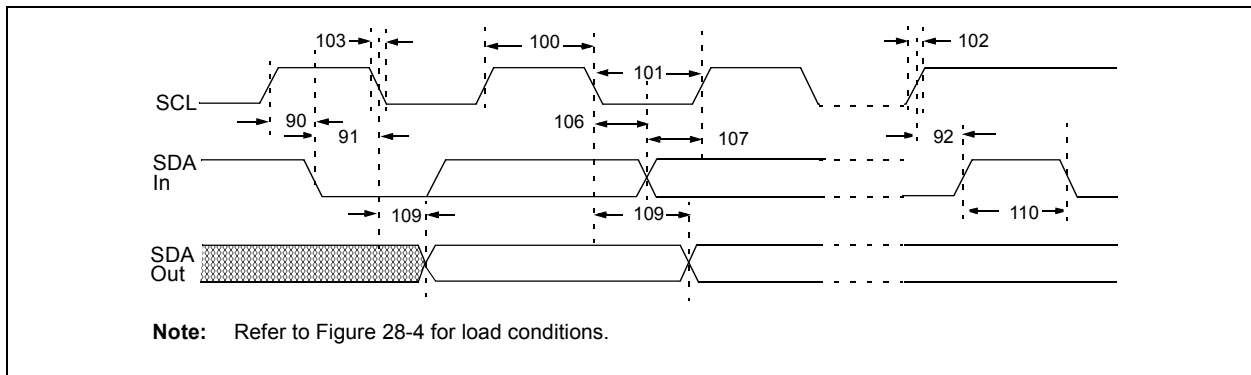 103 100 102
101
SCL
90 91 106 107 92
SDA
In
109 109 110
SDA
Out
Note: Refer to Figure 28-4 for load conditions.